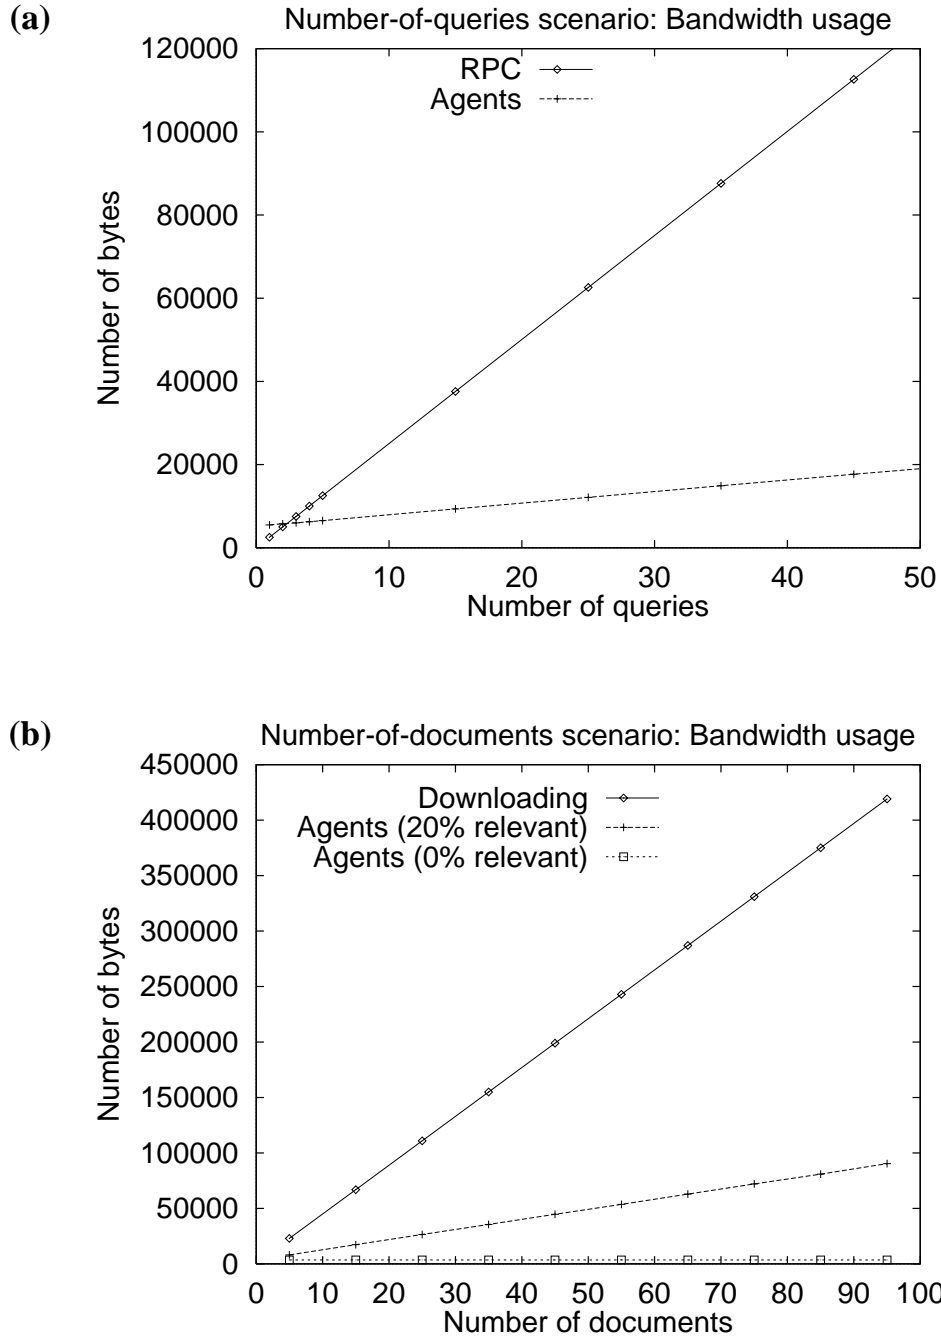 (a)
Number-of-queries scenario: Bandwidth usage
120000
100000
80000
60000
40000
20000
0
Number of bytes
RPC
Agents
0 10 20 30 40 50
Number of queries
(b)
Number-of-documents scenario: Bandwidth usage
450000
400000
350000
300000
250000
200000
150000
100000
50000
0
Number of bytes
Downloading
Agents (20% relevant)
Agents (0% relevant)
0 10 20 30 40 50 60 70 80 90 100
Number of documents